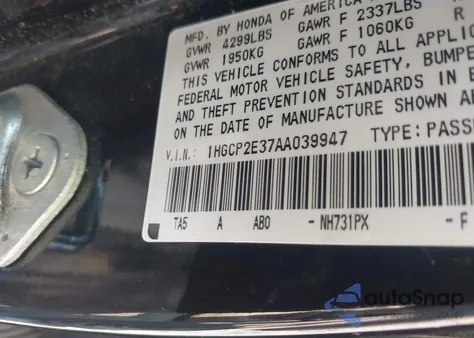 MFD. BY HONDA OF AMERICA
GVWR 4299LBS GAWR F 2337LBS
GVWR 1950KG GAWR F 1060KG R
THIS VEHICLE CONFORMS TO ALL APPLIC
FEDERAL MOTOR VEHICLE SAFETY, BUMPE
AND THEFT PREVENTION STANDARDS IN
ON THE DATE OF MANUFACTURE SHOWN A
V.I.N.: 1HGCP2E37AA039947 TYPE: PASS
TA5 A AB0 - NH731PX - F
autoSnap